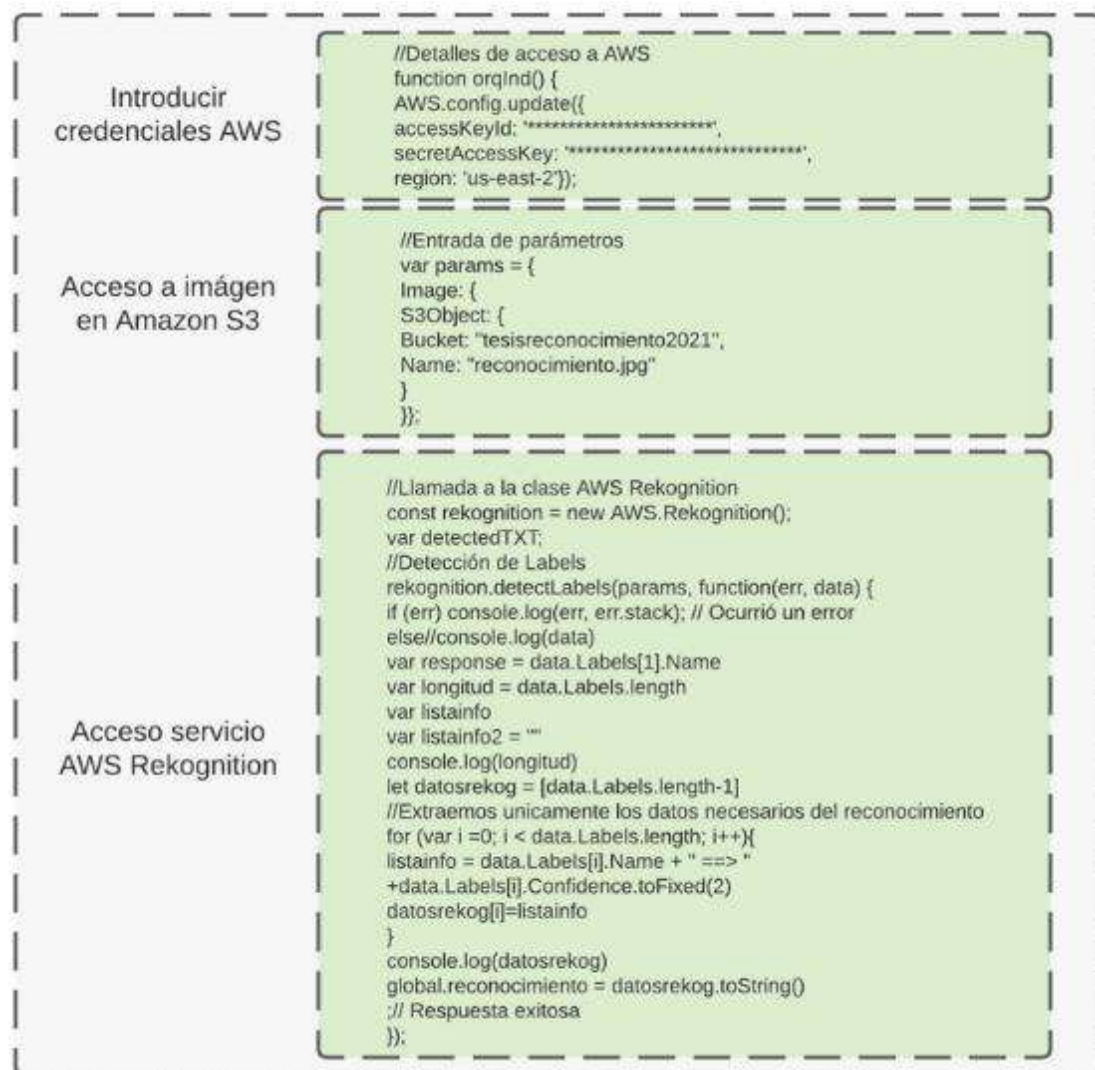 Introducir
credenciales AWS
//Detalles de acceso a AWS
function orqInd() {
AWS.config.update({
accessKeyId: '***********************',
secretAccessKey: '*****************************',
region: 'us-east-2'});
Acceso a imágen
en Amazon S3
//Entrada de parámetros
var params = {
Image: {
S3Object: {
Bucket: "tesisreconocimiento2021",
Name: "reconocimiento.jpg"
}
}};
Acceso servicio
AWS Rekognition
//Llamada a la clase AWS Rekognition
const rekognition = new AWS.Rekognition();
var detectedTXT;
//Detección de Labels
rekognition.detectLabels(params, function(err, data) {
if (err) console.log(err, err.stack); // Ocurrió un error
else//console.log(data)
var response = data.Labels[1].Name
var longitud = data.Labels.length
var listainfo
var listainfo2 = ""
console.log(longitud)
let datosrekog = [data.Labels.length-1]
//Extraemos unicamente los datos necesarios del reconocimiento
for (var i =0; i < data.Labels.length; i++){
listainfo = data.Labels[i].Name + " ==> "
+data.Labels[i].Confidence.toFixed(2)
datosrekog[i]=listainfo
}
console.log(datosrekog)
global.reconocimiento = datosrekog.toString()
;// Respuesta exitosa
});